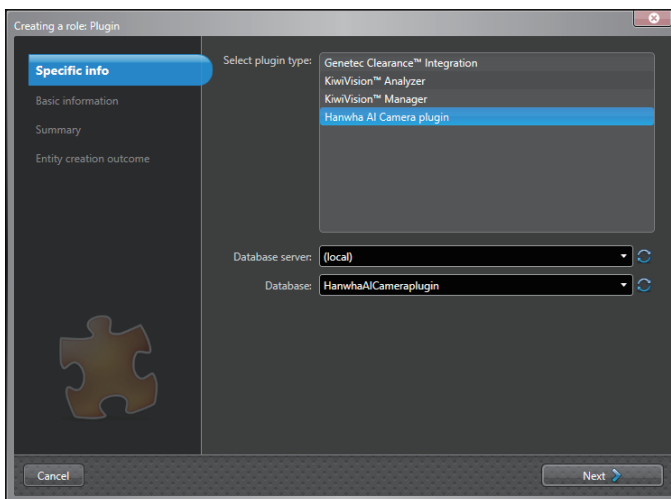 Creating a role: Plugin
Specific info
Basic information
Summary
Entity creation outcome
Select plugin type:
Genetec Clearance™ Integration
KiwiVision™ Analyzer
KiwiVision™ Manager
Hanwha AI Camera plugin
Database server: (local)
Database: HanwhaAICameraplugin
Cancel
Next